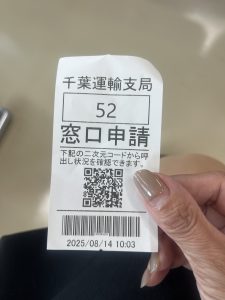 千葉運輸支局
52
窓口申請
下記の二次元コードから呼
出し状況を確認できます。
2025/08/14 10:03